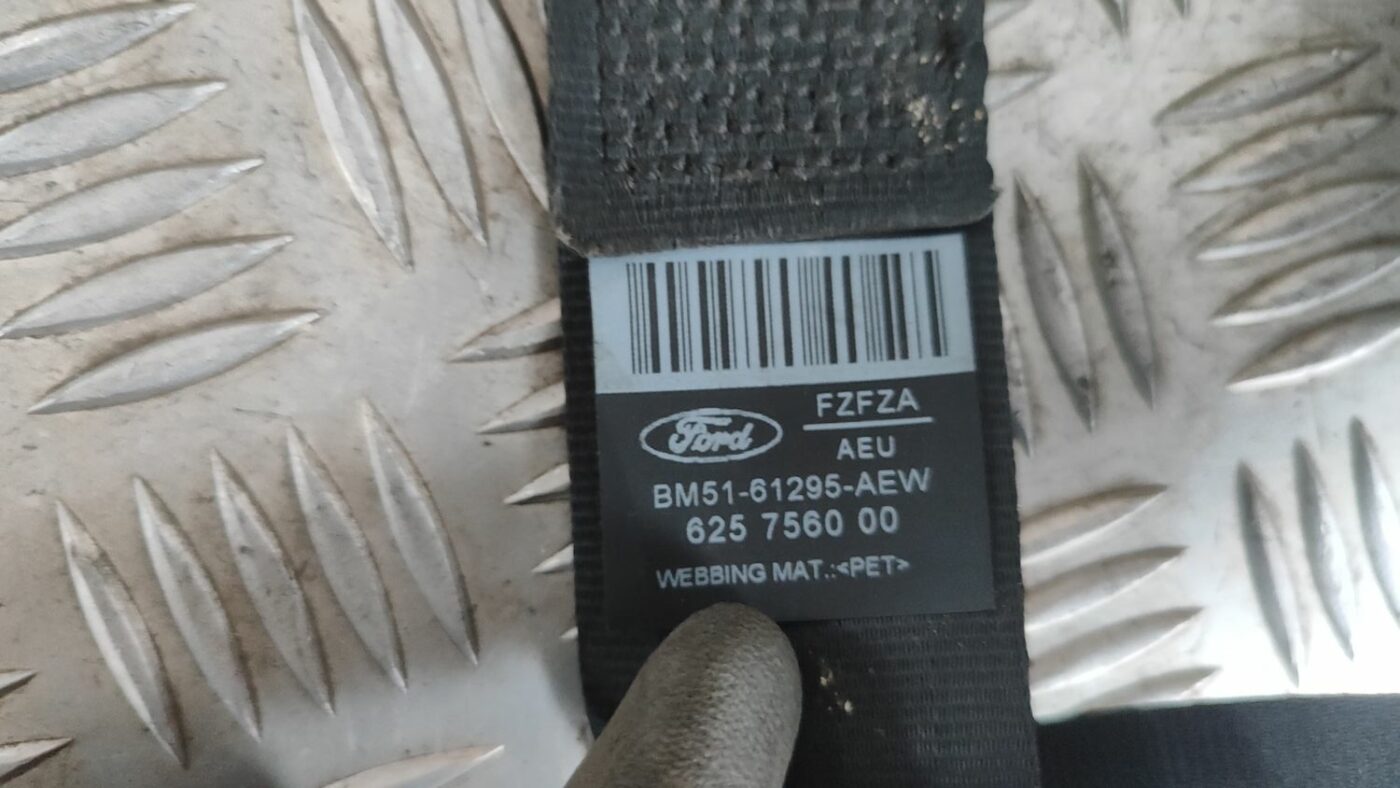 FZFZA
Ford
AEU
BM51-61295-AEW
625 7560 00
WEBBING MAT.:<PET>